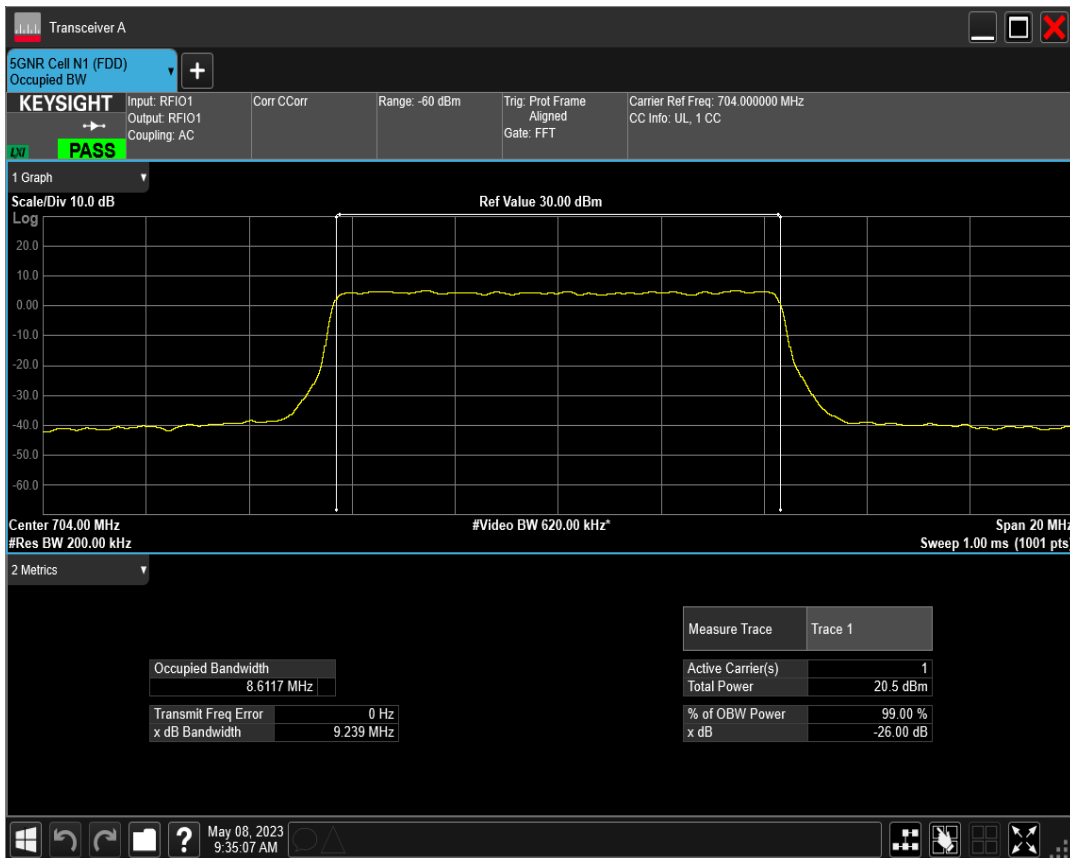 Transceiver A
5GNR Cell N1 (FDD)
Occupied BW
+
KEYSIGHT
LXI
PASS
Input: RFIO1
Output: RFIO1
Coupling: AC
Corr CCorr
Range: -60 dBm
Trig: Prot Frame
Aligned
Gate: FFT
Carrier Ref Freq: 704.000000 MHz
CC Info: UL, 1 CC
1 Graph
Scale/Div 10.0 dB
Ref Value 30.00 dBm
Log
20.0
10.0
0.00
-10.0
-20.0
-30.0
-40.0
-50.0
-60.0
Center 704.00 MHz
#Video BW 620.00 kHz*
Span 20 MHz
#Res BW 200.00 kHz
Sweep 1.00 ms (1001 pts)
2 Metrics
Measure Trace Trace 1
Occupied Bandwidth
8.6117 MHz
Active Carrier(s) 1
Total Power 20.5 dBm
Transmit Freq Error 0 Hz
x dB Bandwidth 9.239 MHz
% of OBW Power 99.00 %
x dB -26.00 dB
?
May 08, 2023
9:35:07 AM